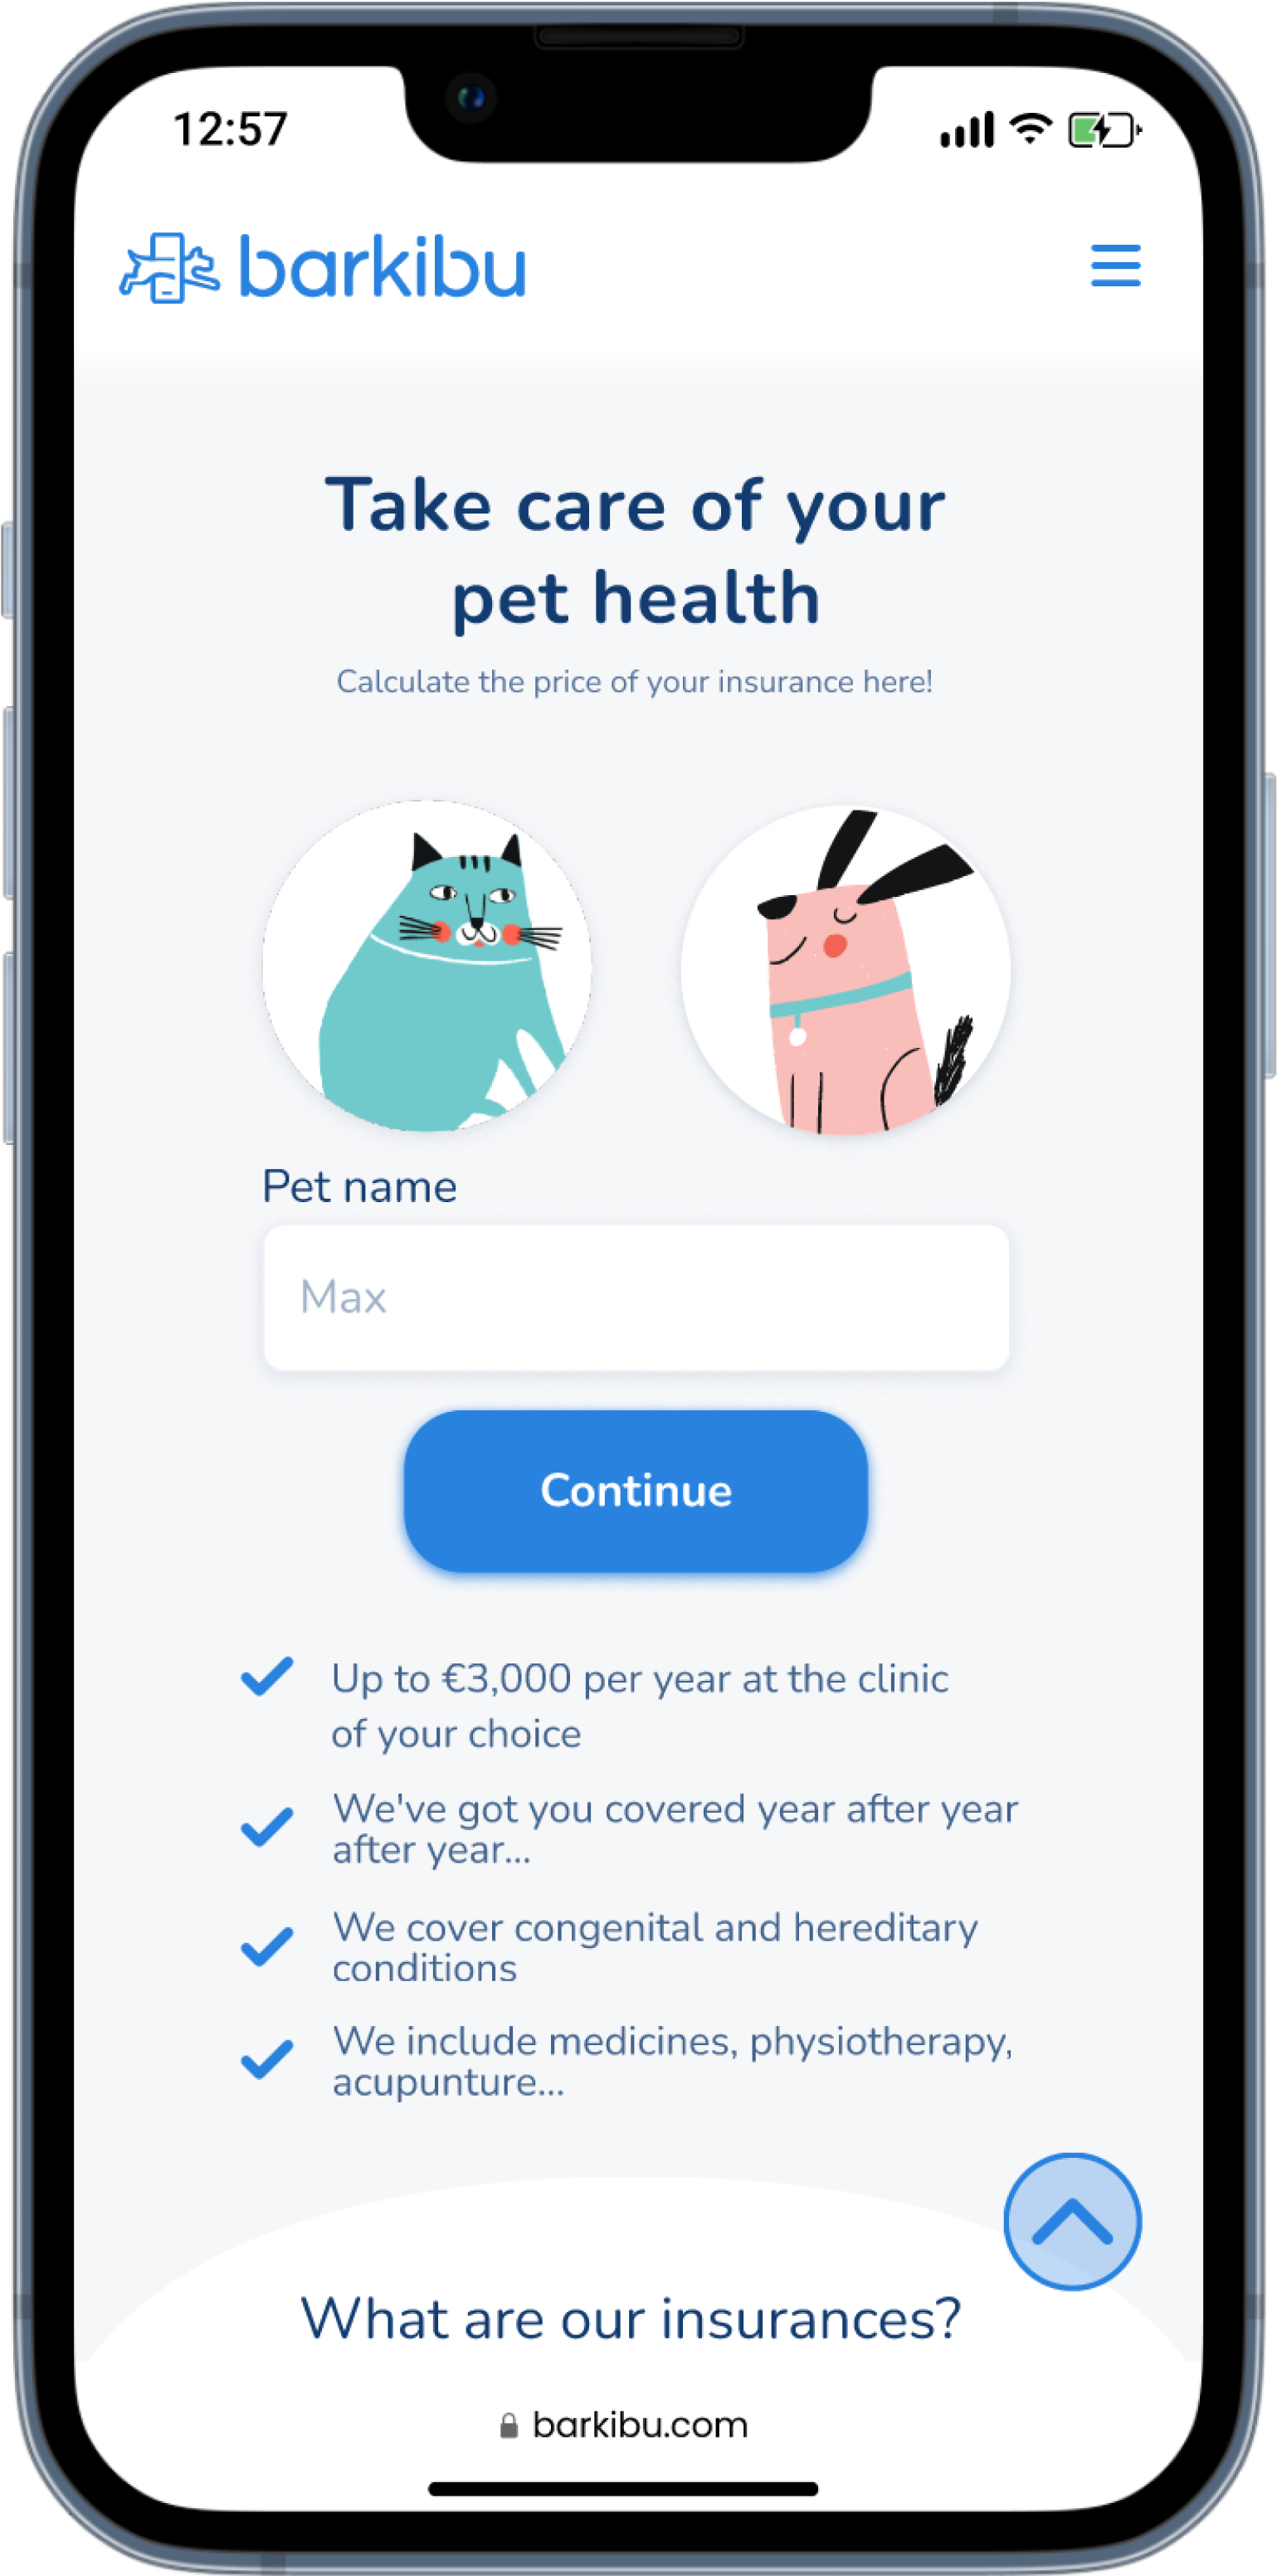 12:57
barkibu
Take care of your
pet health
Calculate the price of your insurance here!
Pet name
Max
Continue
Up to €3,000 per year at the clinic
of your choice
We've got you covered year after year
after year...
We cover congenital and hereditary
conditions
We include medicines, physiotherapy,
acupunture...
What are our insurances?
barkibu.com